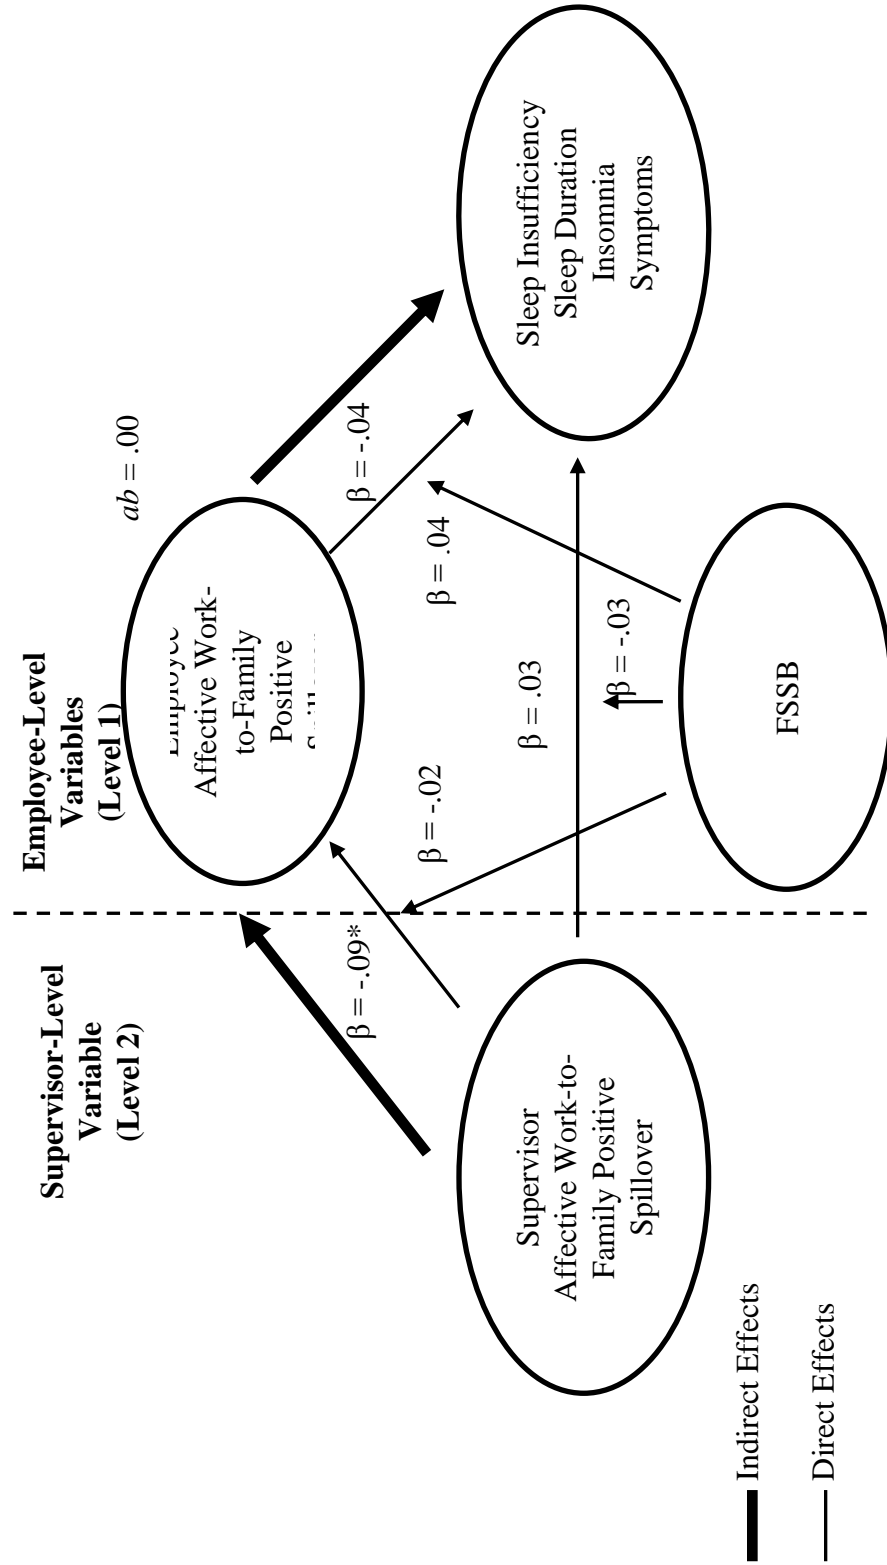 Supervisor-Level
Variable
(Level 2)
Employee-Level
Variables
(Level 1)
Employee
Affective Work-
to-Family
Positive
ab = .00
β = -.09*
β = -.04
β = -.02
β = .04
Supervisor
Affective Work-to-
Family Positive
Spillover
β = .03
Sleep Insufficiency
Sleep Duration
Insomnia
Symptoms
β = -.03
FSSB
Indirect Effects
Direct Effects